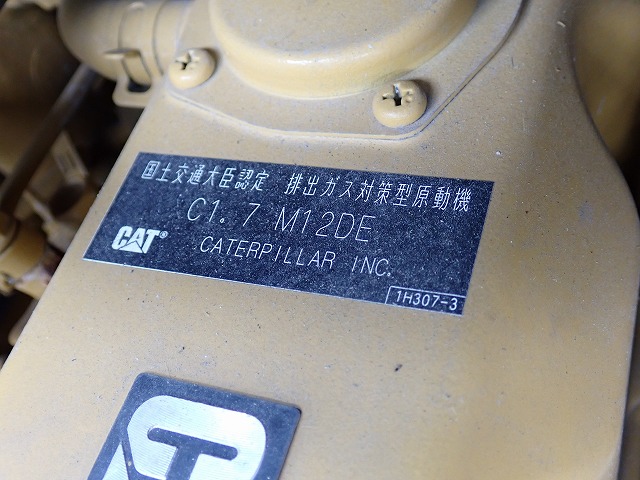 国土交通大臣認定 排出ガス対策型原動機
C1.7 M12DE
CAT® CATERPILLAR INC.
1H307-3